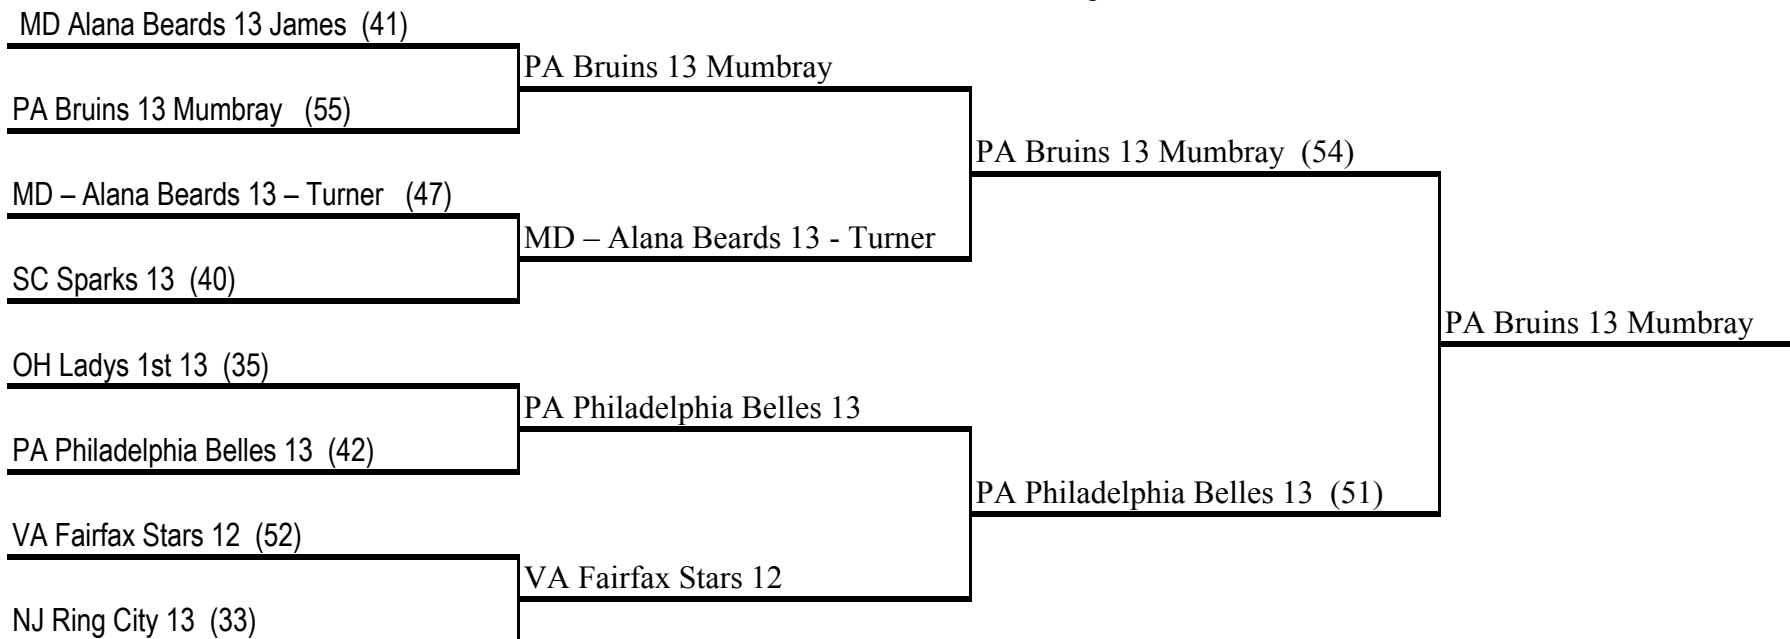 MD Alana Beards 13 James (41)
PA Bruins 13 Mumbray
PA Bruins 13 Mumbray (55)
PA Bruins 13 Mumbray (54)
MD – Alana Beards 13 – Turner (47)
MD – Alana Beards 13 - Turner
SC Sparks 13 (40)
PA Bruins 13 Mumbray
OH Ladys 1st 13 (35)
PA Philadelphia Belles 13
PA Philadelphia Belles 13 (42)
PA Philadelphia Belles 13 (51)
VA Fairfax Stars 12 (52)
VA Fairfax Stars 12
NJ Ring City 13 (33)